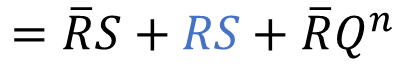 = R̄S + RS + R̄Qⁿ